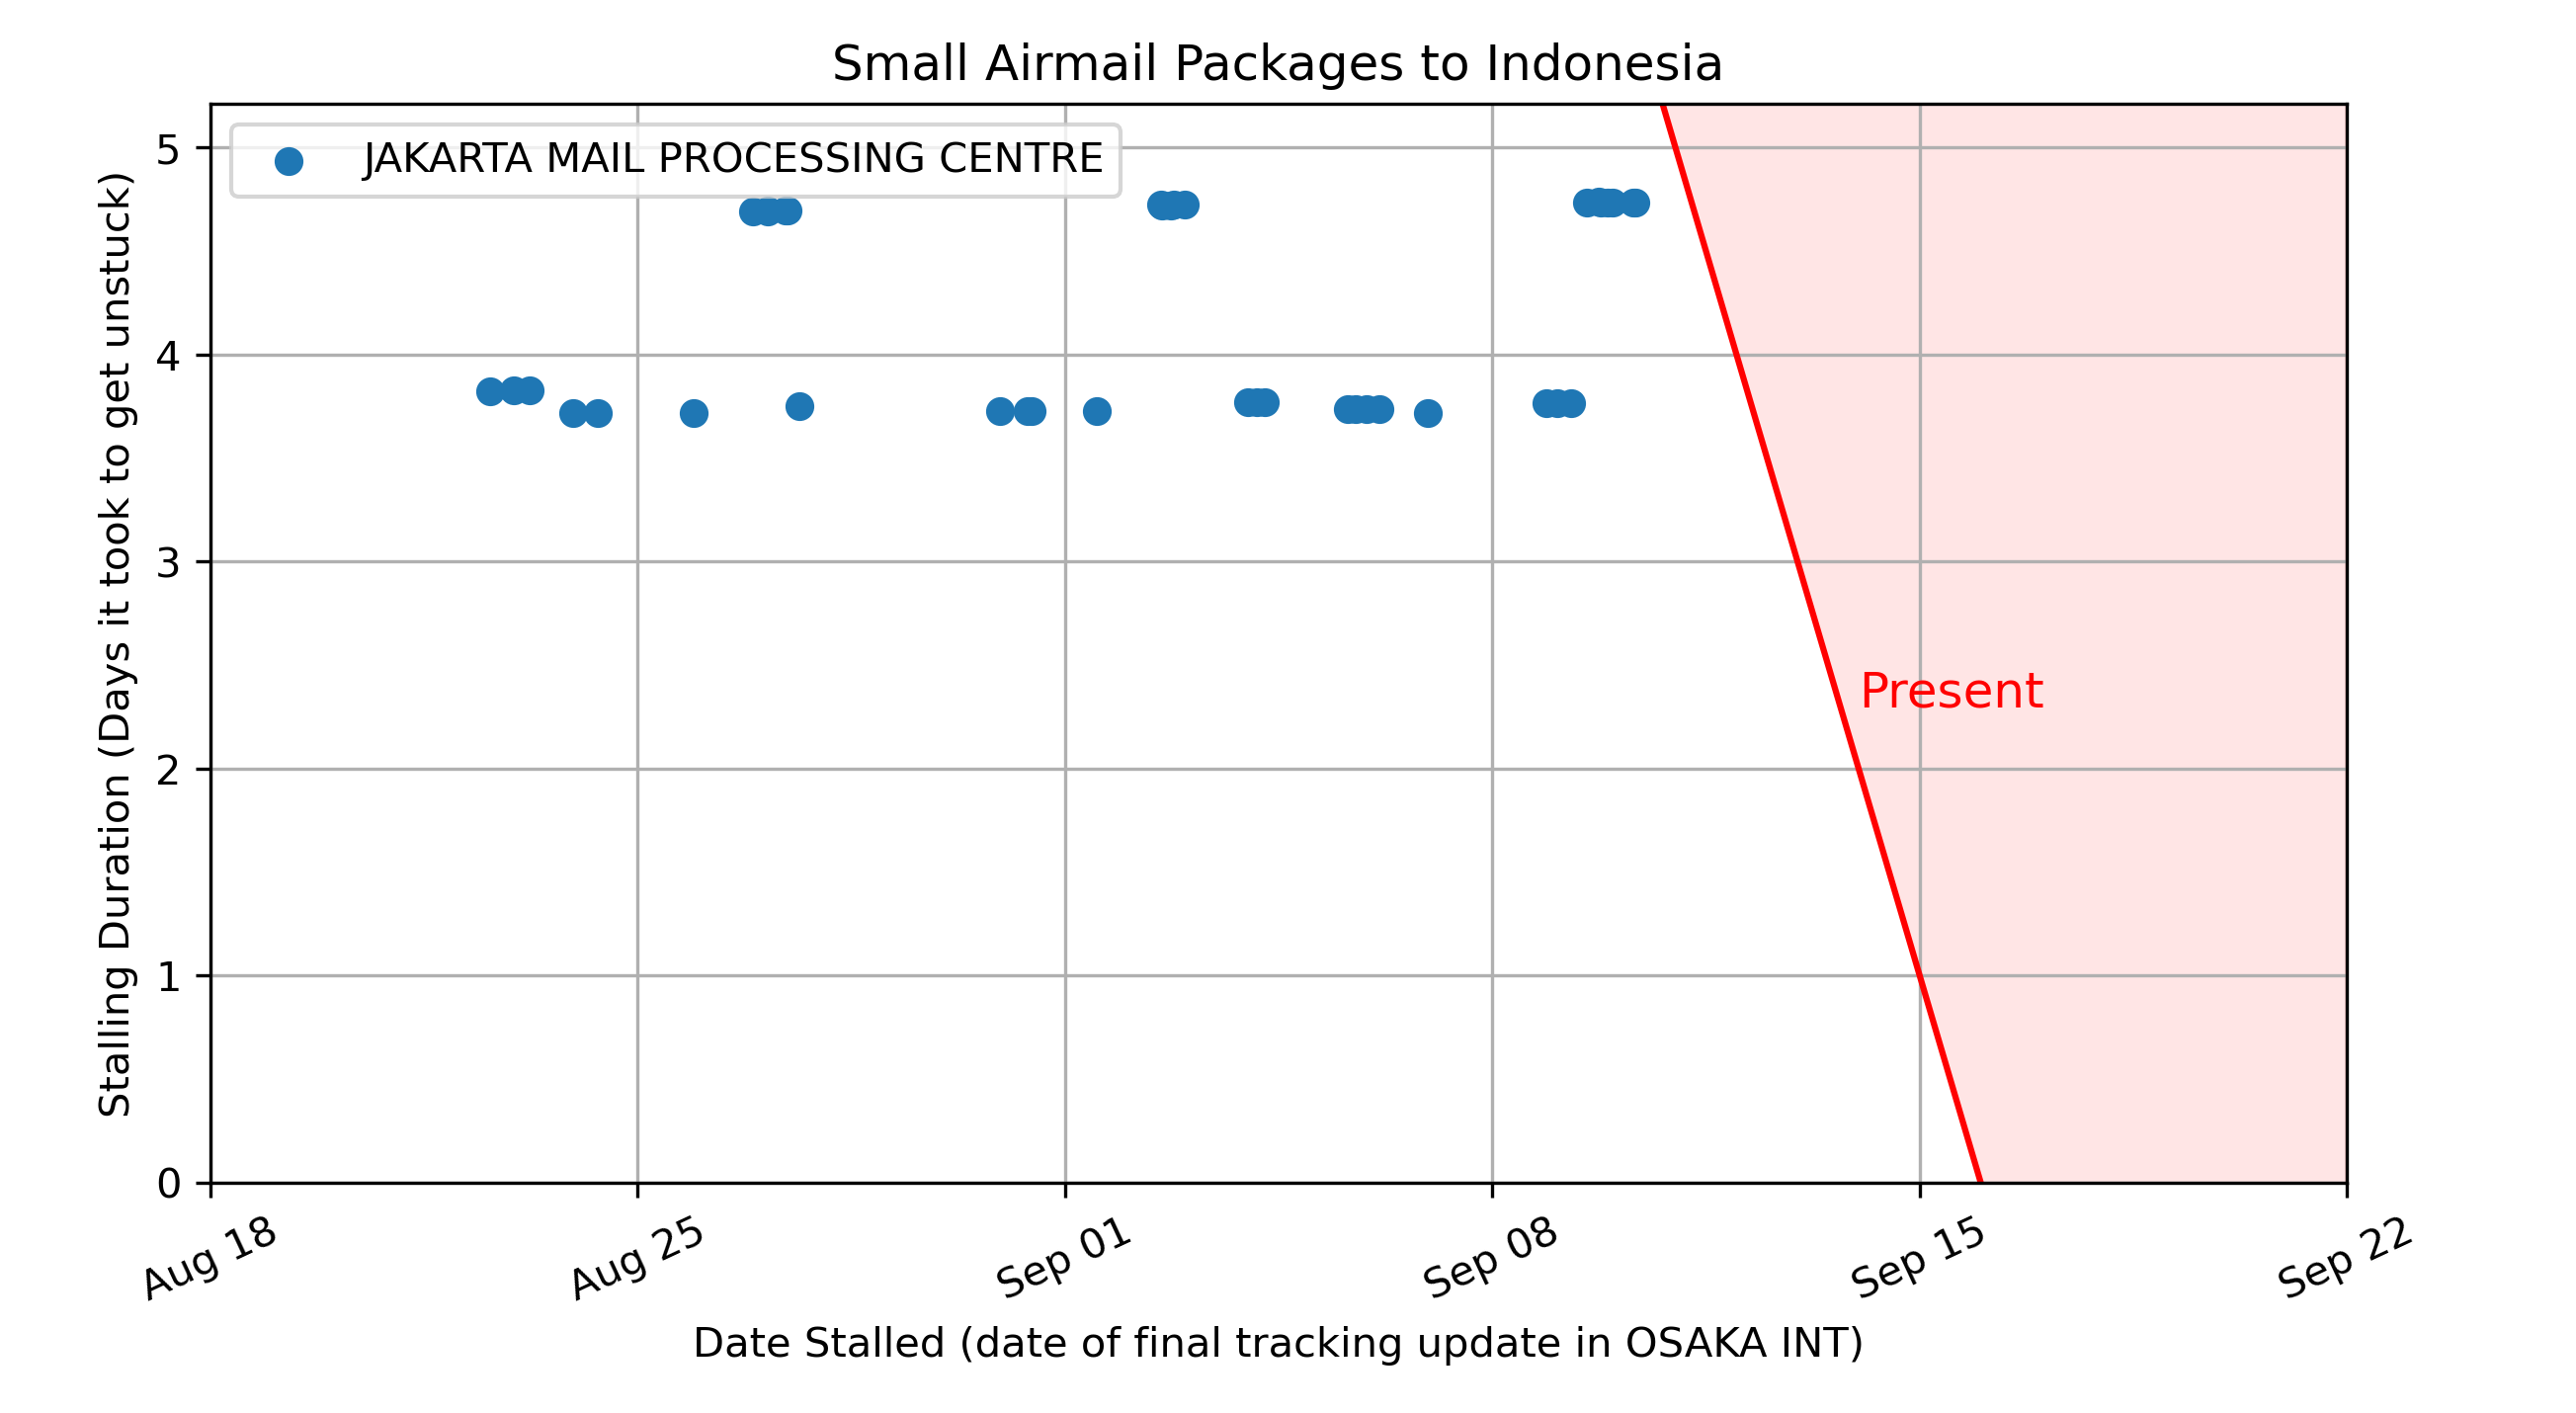 Small Airmail Packages to Indonesia
JAKARTA MAIL PROCESSING CENTRE
Stalling Duration (Days it took to get unstuck)
5
4
3
2
1
0
Present
Aug 18
Aug 25
Sep 01
Sep 08
Sep 15
Sep 22
Date Stalled (date of final tracking update in OSAKA INT)